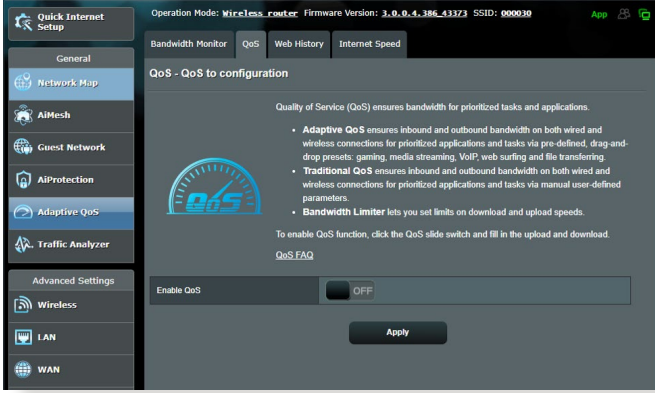 Quick Internet
Setup
Operation Mode: Wireless router Firmware Version: 3.0.0.4.386_43373 SSID: 000030
App
Bandwidth Monitor
QoS
Web History
Internet Speed
General
Network Map
AiMesh
Guest Network
AiProtection
Adaptive QoS
Traffic Analyzer
Advanced Settings
Wireless
LAN
WAN
QoS - QoS to configuration
QoS
Quality of Service (QoS) ensures bandwidth for prioritized tasks and applications.
• Adaptive QoS ensures inbound and outbound bandwidth on both wired and
wireless connections for prioritized applications and tasks via pre-defined, drag-and-
drop presets: gaming, media streaming, VoIP, web surfing and file transferring.
• Traditional QoS ensures inbound and outbound bandwidth on both wired and
wireless connections for prioritized applications and tasks via manual user-defined
parameters.
• Bandwidth Limiter lets you set limits on download and upload speeds.
To enable QoS function, click the QoS slide switch and fill in the upload and download.
QoS FAQ
Enable QoS
OFF
Apply